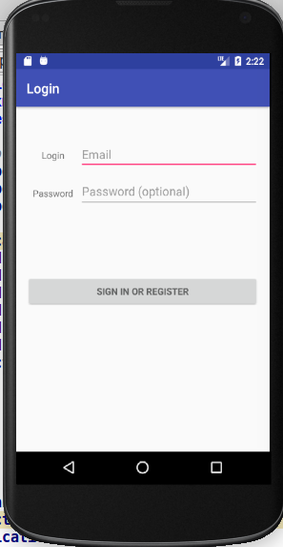 2:22
Login
Login Email
Password Password (optional)
SIGN IN OR REGISTER